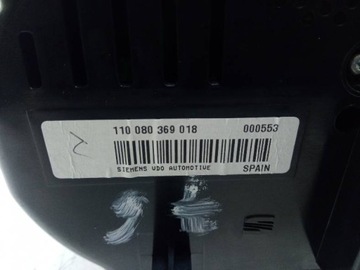 110 080 369 018 000553
SIEMENS VDO AUTOMOTIVE SPAIN